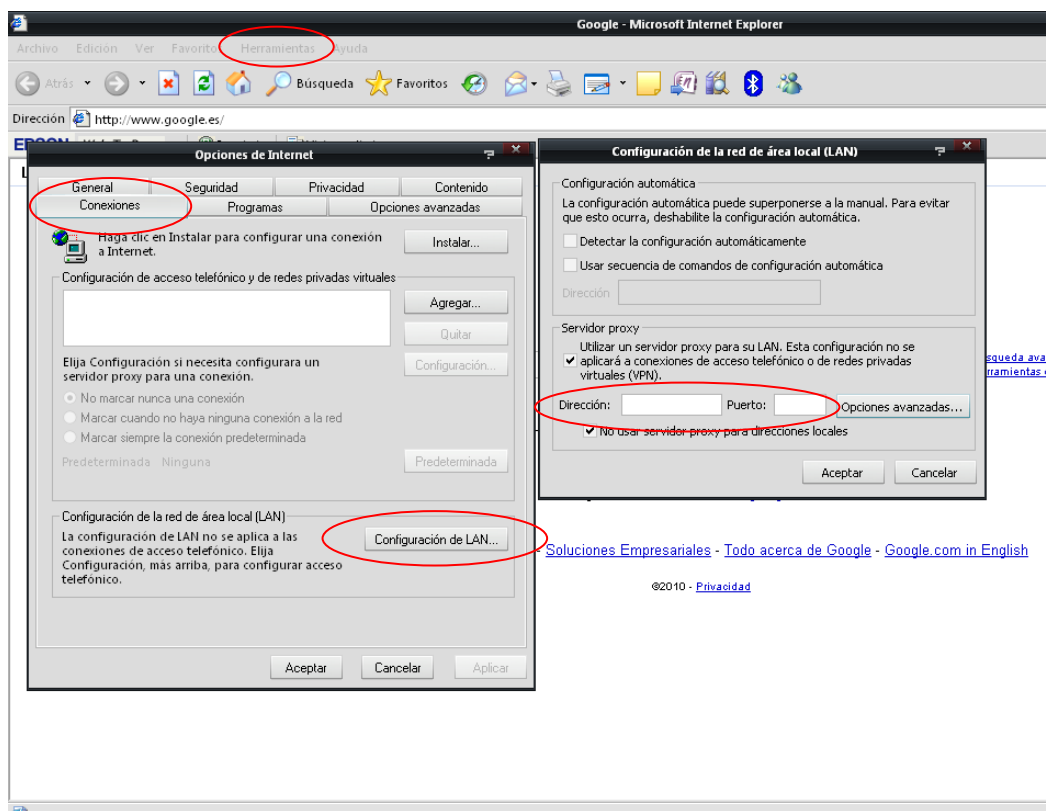 Google - Microsoft Internet Explorer
Archivo Edición Ver Favorito Herramientas Ayuda
Atrás Búsqueda Favoritos
Dirección http://www.google.es/
Opciones de Internet
General Seguridad Privacidad Contenido
Conexiones Programas Opciones avanzadas
Haga clic en Instalar para configurar una conexión
a Internet.
Instalar...
Configuración de acceso telefónico y de redes privadas virtuales
Agregar...
Quitar
Elija Configuración si necesita configurara un
servidor proxy para una conexión.
Configuración...
No marcar nunca una conexión
Marcar cuando no haya ninguna conexión a la red
Marcar siempre la conexión predeterminada
Predeterminada Ninguna
Predeterminada
Configuración de la red de área local (LAN)
La configuración de LAN no se aplica a las
conexiones de acceso telefónico. Elija
Configuración, más arriba, para configurar acceso
telefónico.
Configuración de LAN...
Aceptar Cancelar Aplicar
Configuración de la red de área local (LAN)
Configuración automática
La configuración automática puede superponerse a la manual. Para evitar
que esto ocurra, deshabilite la configuración automática.
Detectar la configuración automáticamente
Usar secuencia de comandos de configuración automática
Dirección
Servidor proxy
Utilizar un servidor proxy para su LAN. Esta configuración no se
aplicará a conexiones de acceso telefónico o de redes privadas
virtuales (VPN).
Dirección: Puerto: Opciones avanzadas...
No usar servidor proxy para direcciones locales
Aceptar Cancelar
squeda ava
rramientas
- Soluciones Empresariales - Todo acerca de Google - Google.com in English
©2010 - Privacidad